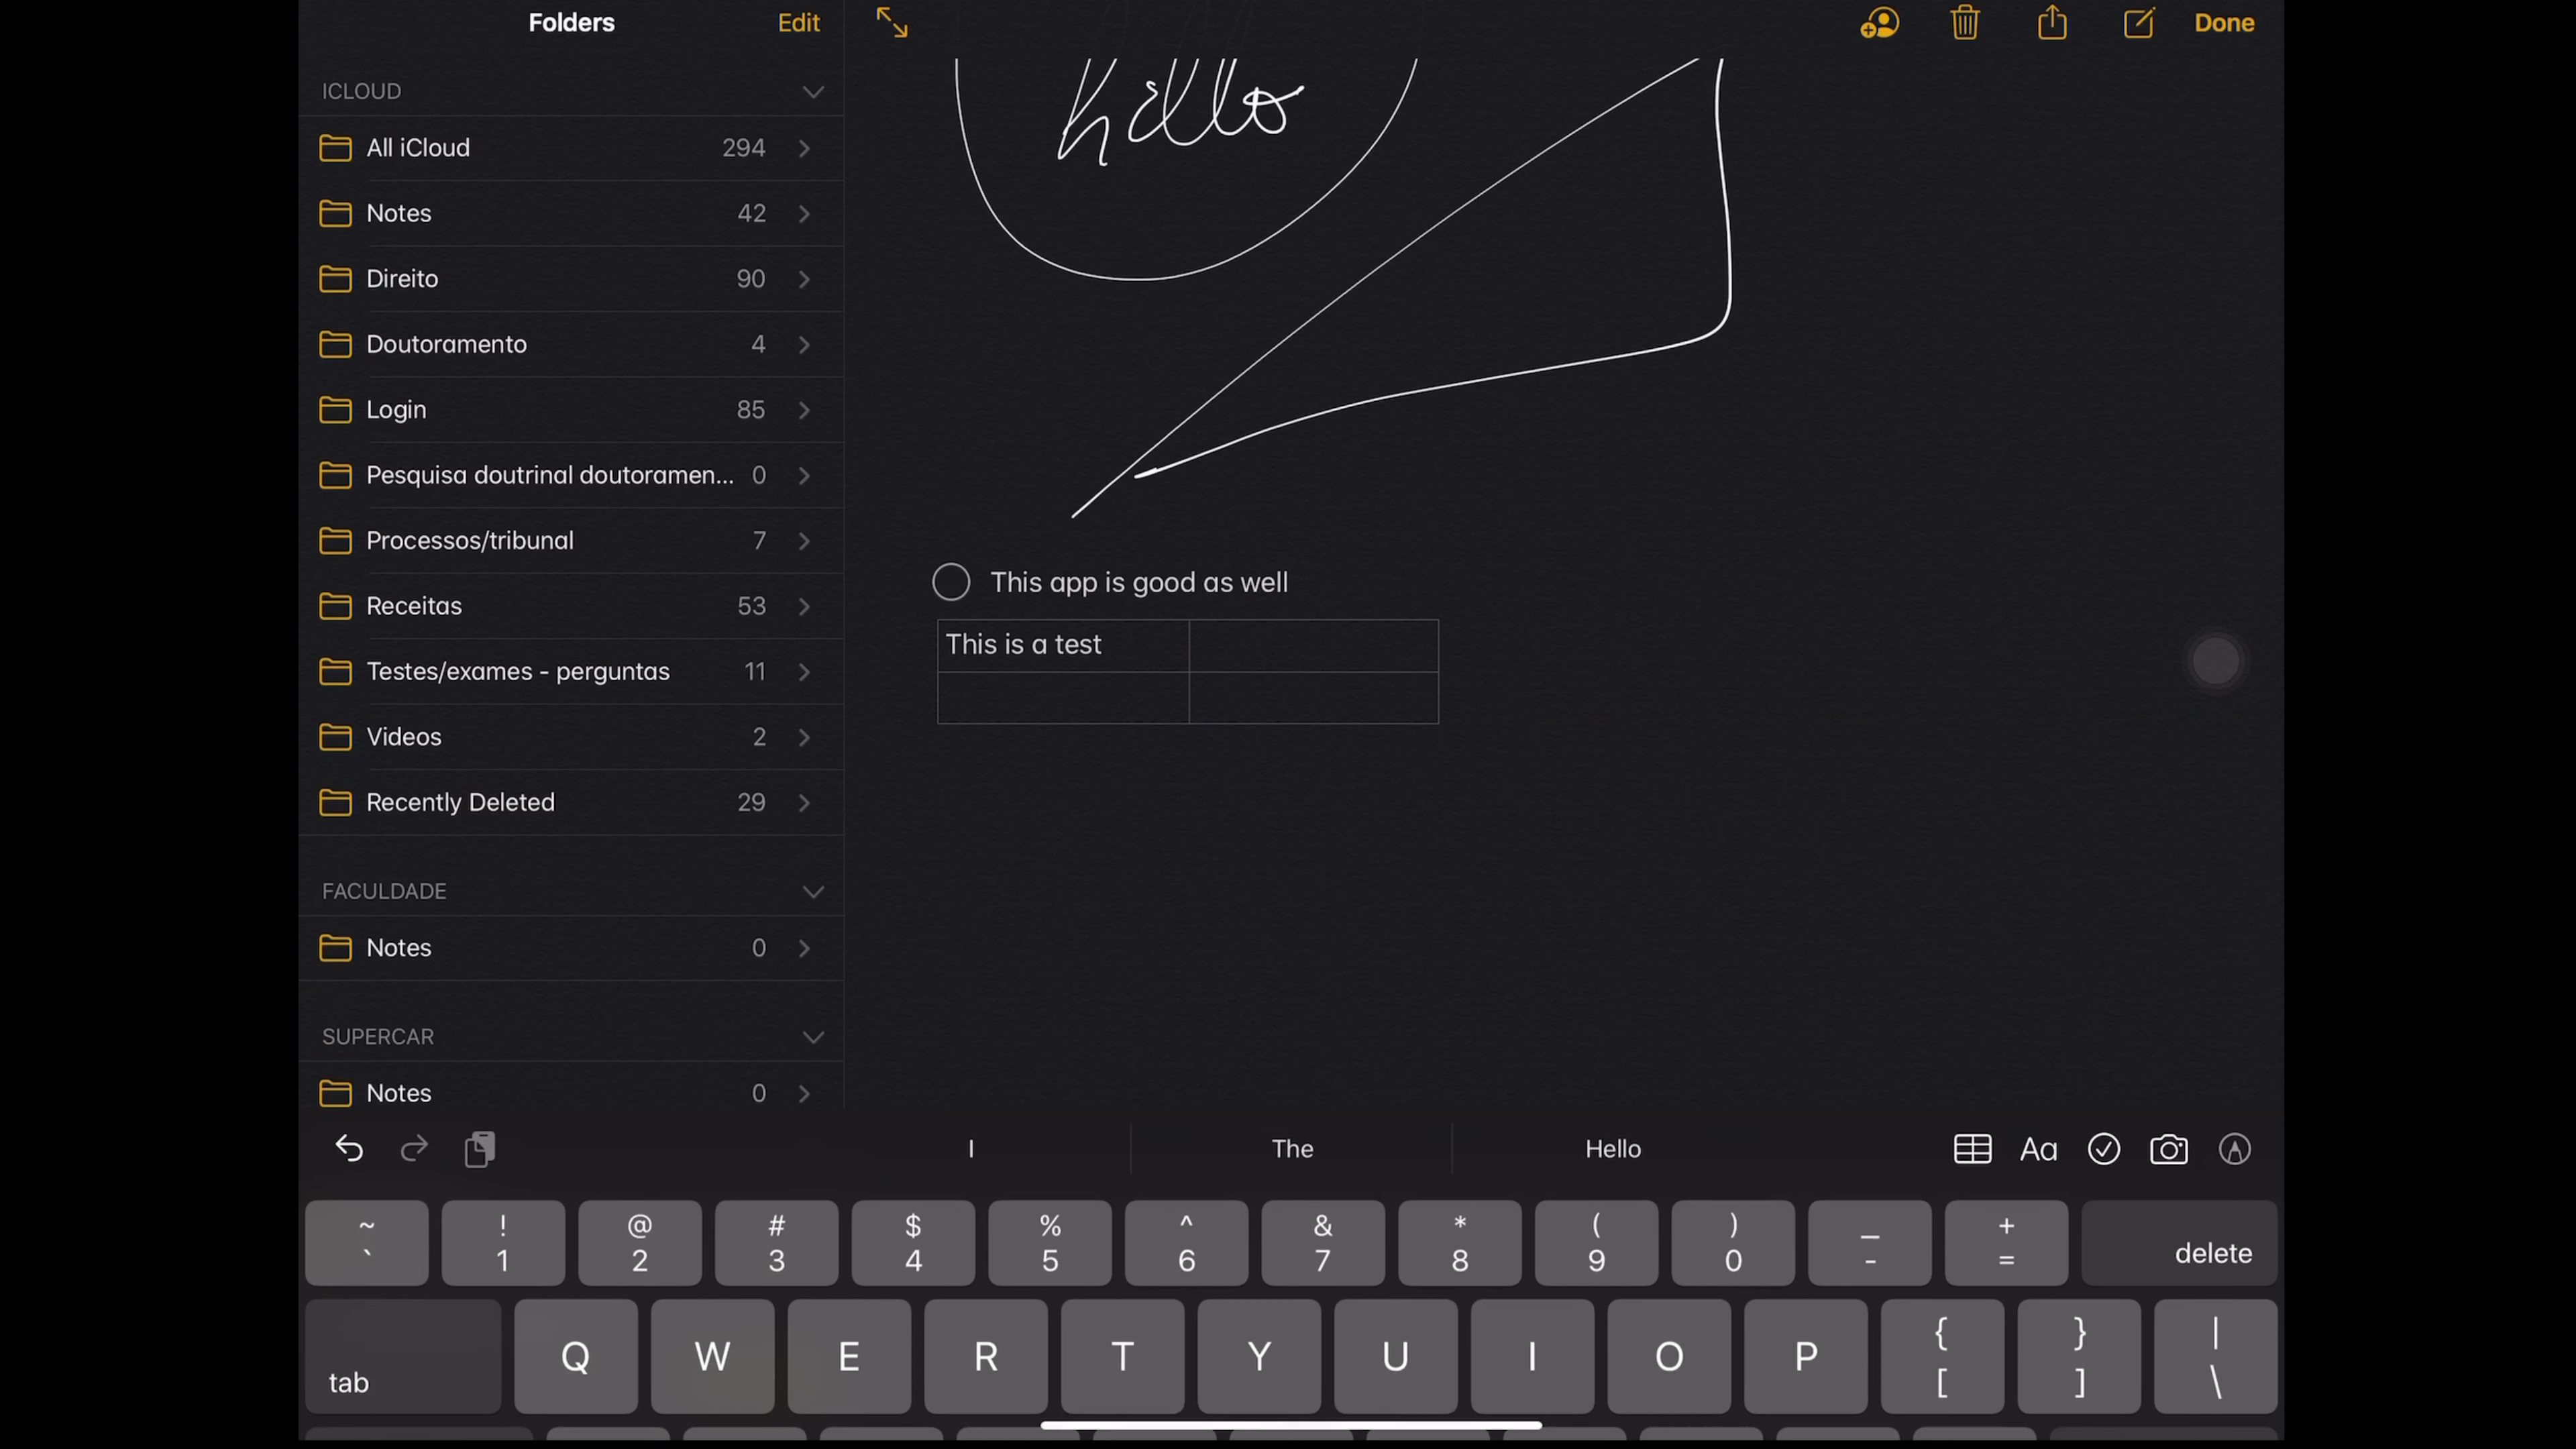 Folders
Edit
Done
ICLOUD
All iCloud 294
Notes 42
Direito 90
Doutoramento 4
Login 85
Pesquisa doutrinal doutoramen... 0
Processos/tribunal 7
Receitas 53
Testes/exames - perguntas 11
Videos 2
Recently Deleted 29
FACULDADE
Notes 0
SUPERCAR
Notes 0
hello
This app is good as well
This is a test
I The Hello
Aa
~ ! @ # $ % ^ & * ( ) _ +
` 1 2 3 4 5 6 7 8 9 0 - = delete
{ } |
tab Q W E R T Y U I O P [ ] \